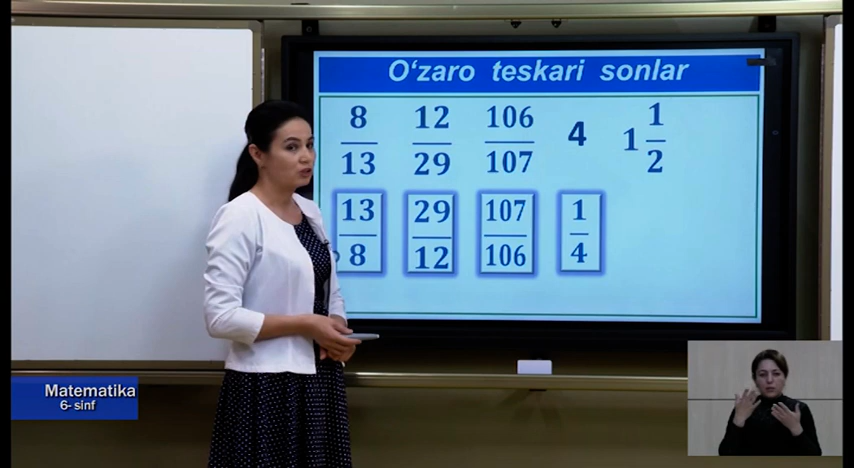 O‘zaro teskari sonlar
8/13 12/29 106/107 4 1 1/2
13/8 29/12 107/106 1/4
Matematika
6- sinf